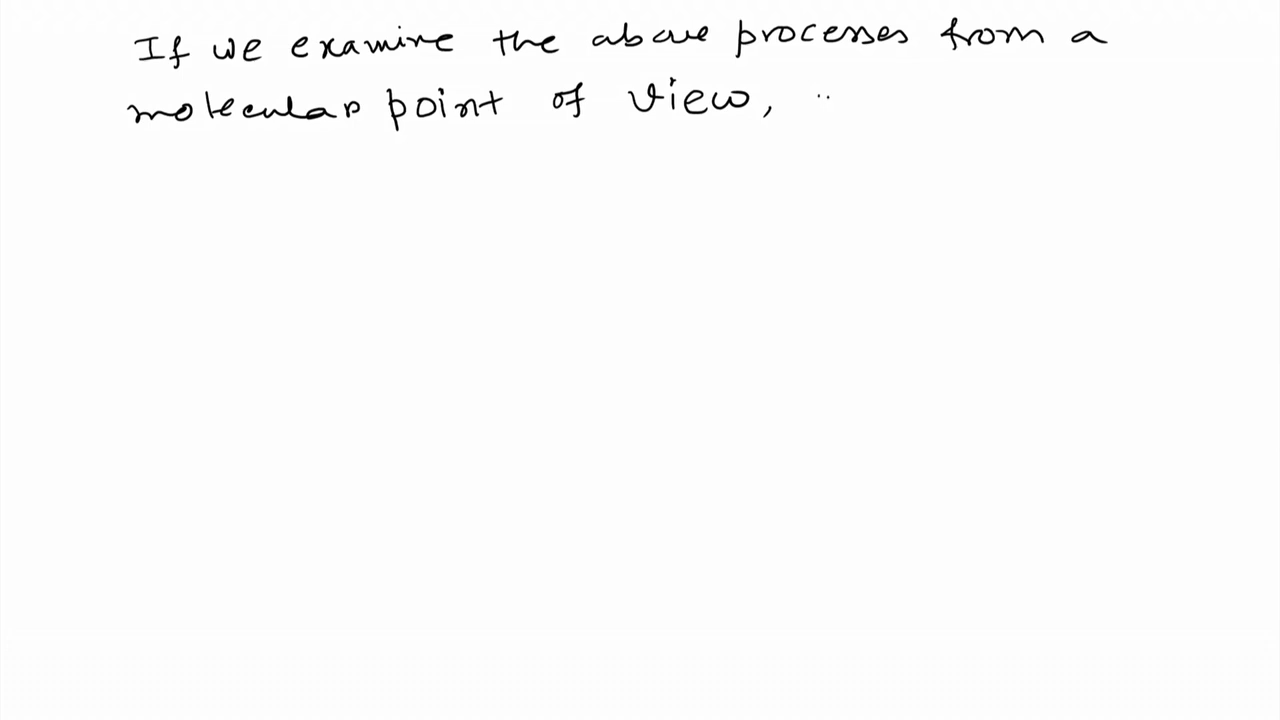 If we examine the above processes from a
molecular point of view,